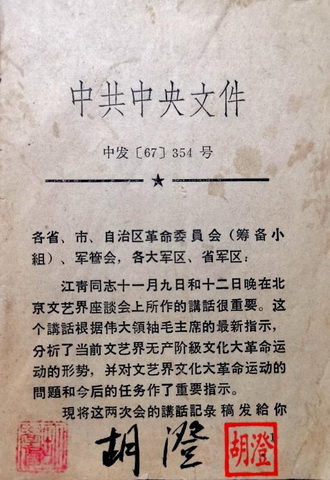 中共中央文件
中发〔67〕354 号
各省、市、自治区革命委員会（筹备小
組）、军管会，各大军区、省军区：
江青同志十一月九日和十二日晚在北
京文艺界座談会上所作的講話很重要。这
个講話根据伟大領袖毛主席的最新指示，
分析了当前文艺界无产阶級文化大革命运
动的形势，并对文艺界文化大革命运动的
問題和今后的任务作了重要指示。
现将这两次会的講話記录稿发給你
胡澄
胡澄